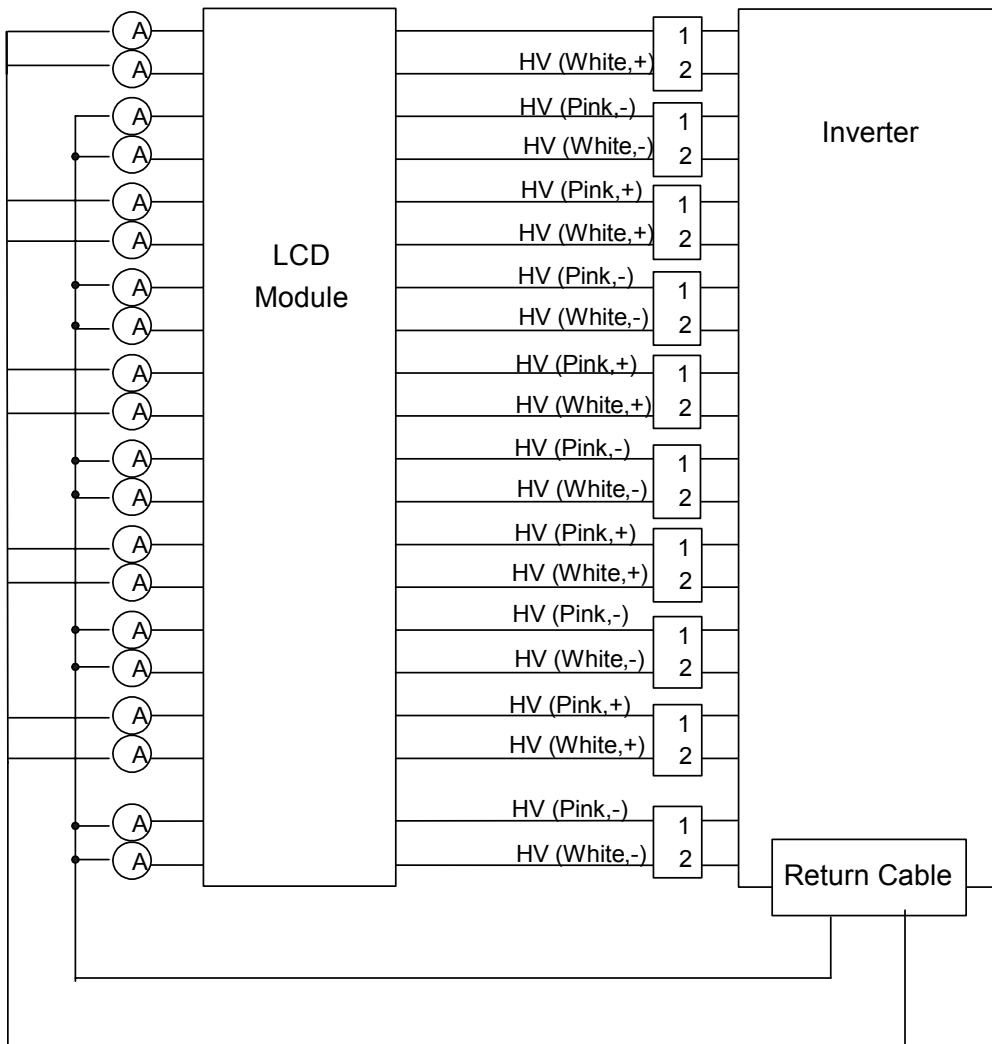 A
1
A
HV (White,+)
2
A
HV (Pink,-)
1
Inverter
A
HV (White,-)
2
A
HV (Pink,+)
1
A
HV (White,+)
2
LCD
Module
A
HV (Pink,-)
1
A
HV (White,-)
2
A
HV (Pink,+)
1
A
HV (White,+)
2
A
HV (Pink,-)
1
A
HV (White,-)
2
A
HV (Pink,+)
1
A
HV (White,+)
2
A
HV (Pink,-)
1
A
HV (White,-)
2
A
HV (Pink,+)
1
A
HV (White,+)
2
A
HV (Pink,-)
1
A
HV (White,-)
2
Return Cable